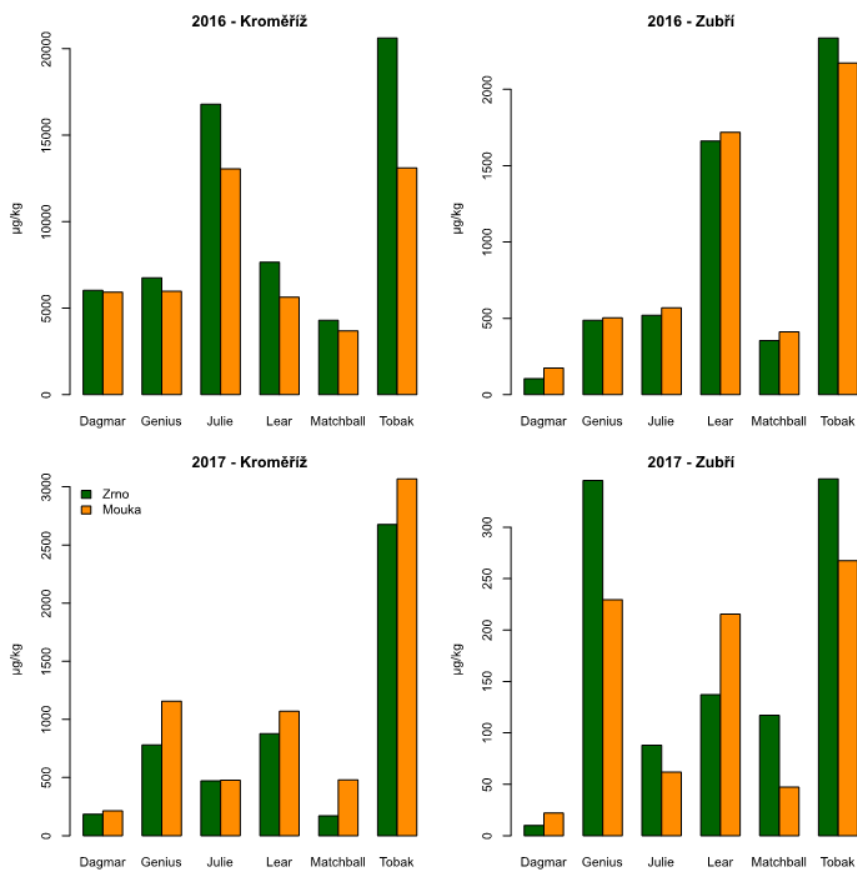 2016 - Kroměříž
µg/kg
0
5000
10000
15000
20000
Dagmar Genius Julie Lear Matchball Tobak
2016 - Zubří
µg/kg
0
500
1000
1500
2000
Dagmar Genius Julie Lear Matchball Tobak
2017 - Kroměříž
Zrno
Mouka
µg/kg
0
500
1000
1500
2000
2500
3000
Dagmar Genius Julie Lear Matchball Tobak
2017 - Zubří
µg/kg
0
50
100
150
200
250
300
Dagmar Genius Julie Lear Matchball Tobak